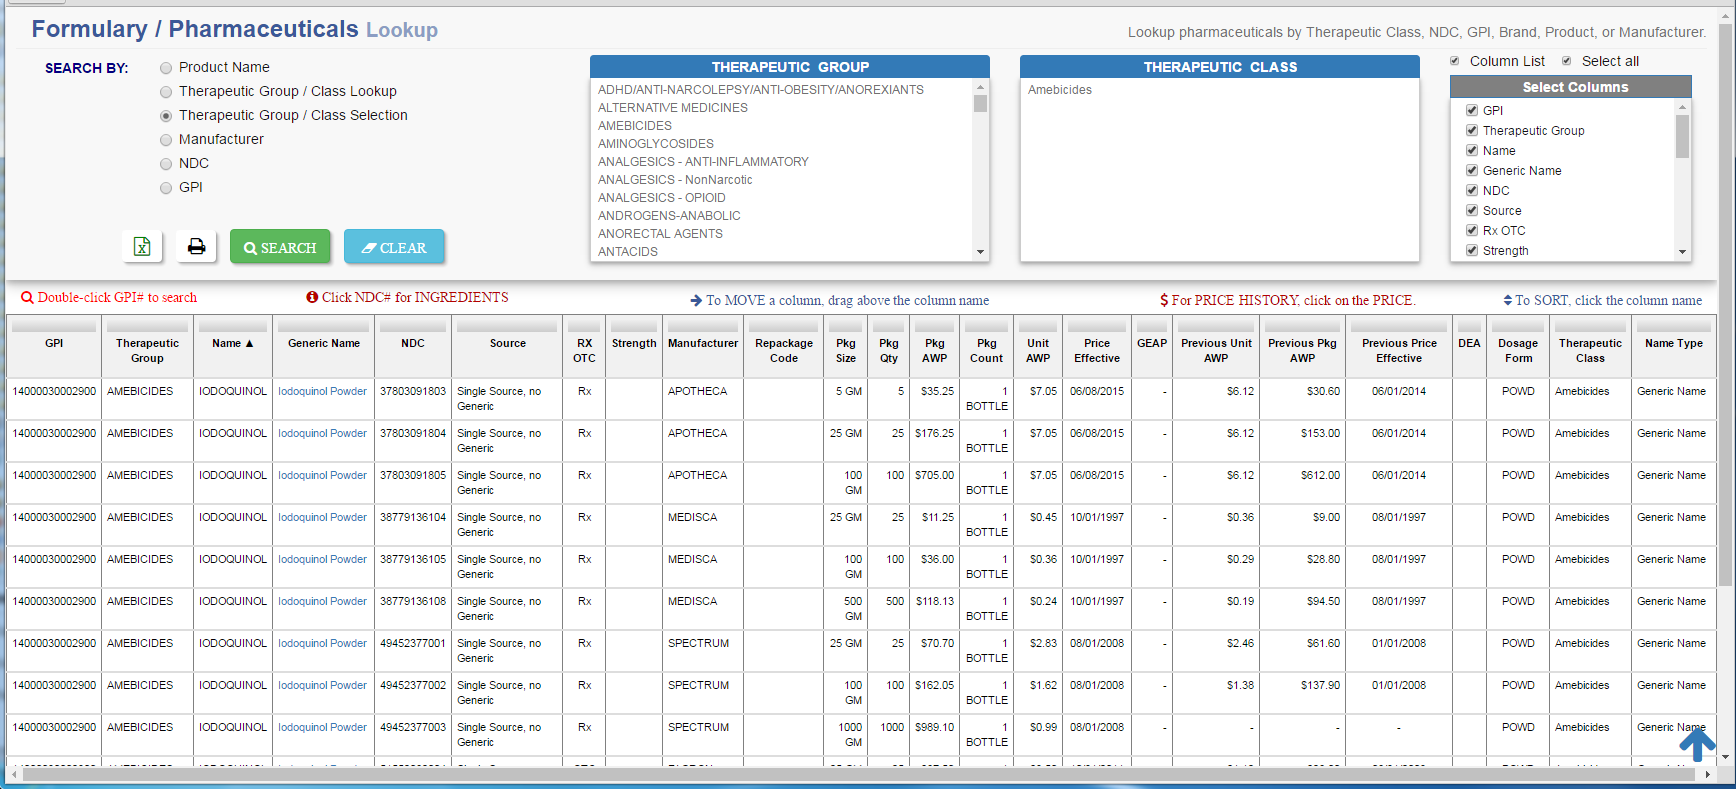 Formulary / Pharmaceuticals Lookup
Lookup pharmaceuticals by Therapeutic Class, NDC, GPI, Brand, Product, or Manufacturer.
SEARCH BY:
Product Name
Therapeutic Group / Class Lookup
Therapeutic Group / Class Selection
Manufacturer
NDC
GPI
SEARCH
CLEAR
THERAPEUTIC GROUP
ADHD/ANTI-NARCOLEPSY/ANTI-OBESITY/ANOREXIANTS
ALTERNATIVE MEDICINES
AMEBICIDES
AMINOGLYCOSIDES
ANALGESICS - ANTI-INFLAMMATORY
ANALGESICS - NonNarcotic
ANALGESICS - OPIOID
ANDROGENS-ANABOLIC
ANORECTAL AGENTS
ANTACIDS
THERAPEUTIC CLASS
Amebicides
Column List Select all
Select Columns
GPI
Therapeutic Group
Name
Generic Name
NDC
Source
Rx OTC
Strength
Double-click GPI# to search
Click NDC# for INGREDIENTS
To MOVE a column, drag above the column name
$ For PRICE HISTORY, click on the PRICE.
To SORT, click the column name
GPI Therapeutic Group Name ▲ Generic Name NDC Source RX OTC Strength Manufacturer Repackage Code Pkg Size Pkg Qty Pkg AWP Pkg Count Unit AWP Price Effective GEAP Previous Unit AWP Previous Pkg AWP Previous Price Effective DEA Dosage Form Therapeutic Class Name Type
14000030002900 AMEBICIDES IODOQUINOL Iodoquinol Powder 37803091803 Single Source, no Generic Rx APOTHECA 5 GM 5 $35.25 1 BOTTLE $7.05 06/08/2015 - $6.12 $30.60 06/01/2014 POWD Amebicides Generic Name
14000030002900 AMEBICIDES IODOQUINOL Iodoquinol Powder 37803091804 Single Source, no Generic Rx APOTHECA 25 GM 25 $176.25 1 BOTTLE $7.05 06/08/2015 - $6.12 $153.00 06/01/2014 POWD Amebicides Generic Name
14000030002900 AMEBICIDES IODOQUINOL Iodoquinol Powder 37803091805 Single Source, no Generic Rx APOTHECA 100 GM 100 $705.00 1 BOTTLE $7.05 06/08/2015 - $6.12 $612.00 06/01/2014 POWD Amebicides Generic Name
14000030002900 AMEBICIDES IODOQUINOL Iodoquinol Powder 38779136104 Single Source, no Generic Rx MEDISCA 25 GM 25 $11.25 1 BOTTLE $0.45 10/01/1997 - $0.36 $9.00 08/01/1997 POWD Amebicides Generic Name
14000030002900 AMEBICIDES IODOQUINOL Iodoquinol Powder 38779136105 Single Source, no Generic Rx MEDISCA 100 GM 100 $36.00 1 BOTTLE $0.36 10/01/1997 - $0.29 $28.80 08/01/1997 POWD Amebicides Generic Name
14000030002900 AMEBICIDES IODOQUINOL Iodoquinol Powder 38779136108 Single Source, no Generic Rx MEDISCA 500 GM 500 $118.13 1 BOTTLE $0.24 10/01/1997 - $0.19 $94.50 08/01/1997 POWD Amebicides Generic Name
14000030002900 AMEBICIDES IODOQUINOL Iodoquinol Powder 49452377001 Single Source, no Generic Rx SPECTRUM 25 GM 25 $70.70 1 BOTTLE $2.83 08/01/2008 - $2.46 $61.60 01/01/2008 POWD Amebicides Generic Name
14000030002900 AMEBICIDES IODOQUINOL Iodoquinol Powder 49452377002 Single Source, no Generic Rx SPECTRUM 100 GM 100 $162.05 1 BOTTLE $1.62 08/01/2008 - $1.38 $137.90 01/01/2008 POWD Amebicides Generic Name
14000030002900 AMEBICIDES IODOQUINOL Iodoquinol Powder 49452377003 Single Source, no Generic Rx SPECTRUM 1000 GM 1000 $989.10 1 BOTTLE $0.99 08/01/2008 - - - - POWD Amebicides Generic Name